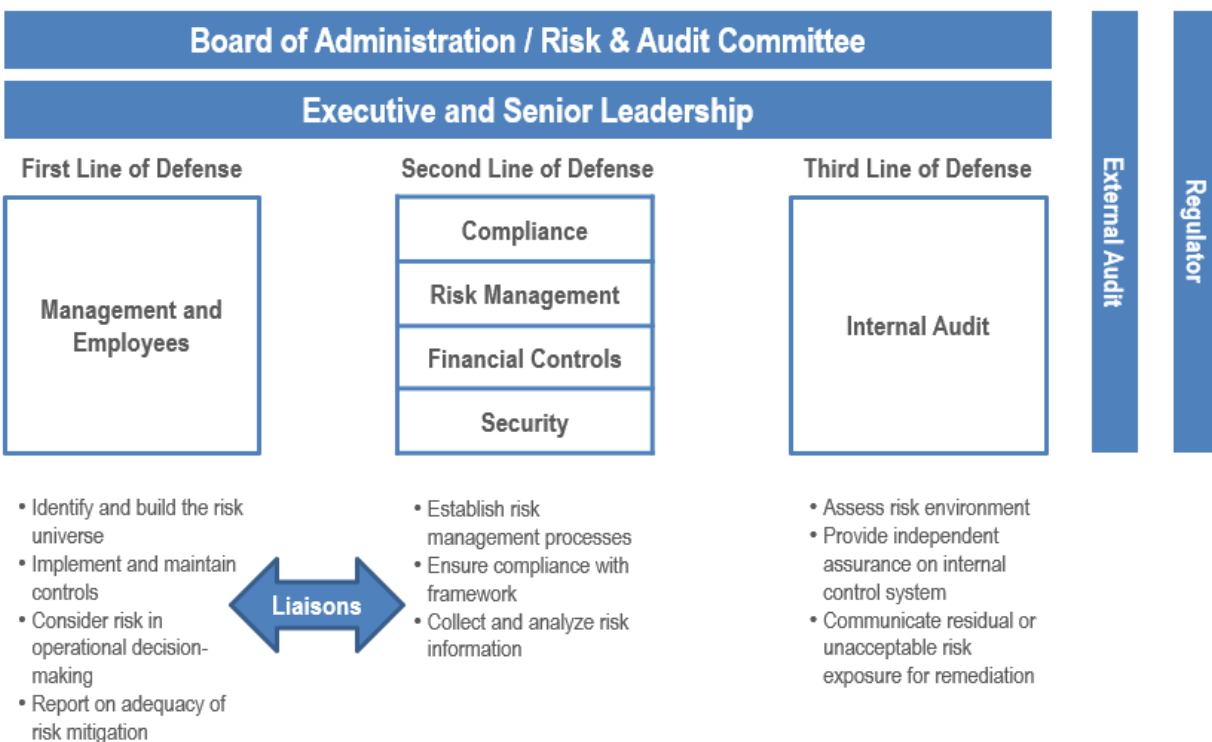 Board of Administration / Risk & Audit Committee
Executive and Senior Leadership
First Line of Defense
Management and
Employees
• Identify and build the risk
universe
• Implement and maintain
controls
• Consider risk in
operational decision-
making
• Report on adequacy of
risk mitigation
Liaisons
Second Line of Defense
Compliance
Risk Management
Financial Controls
Security
• Establish risk
management processes
• Ensure compliance with
framework
• Collect and analyze risk
information
Third Line of Defense
Internal Audit
• Assess risk environment
• Provide independent
assurance on internal
control system
• Communicate residual or
unacceptable risk
exposure for remediation
External Audit
Regulator